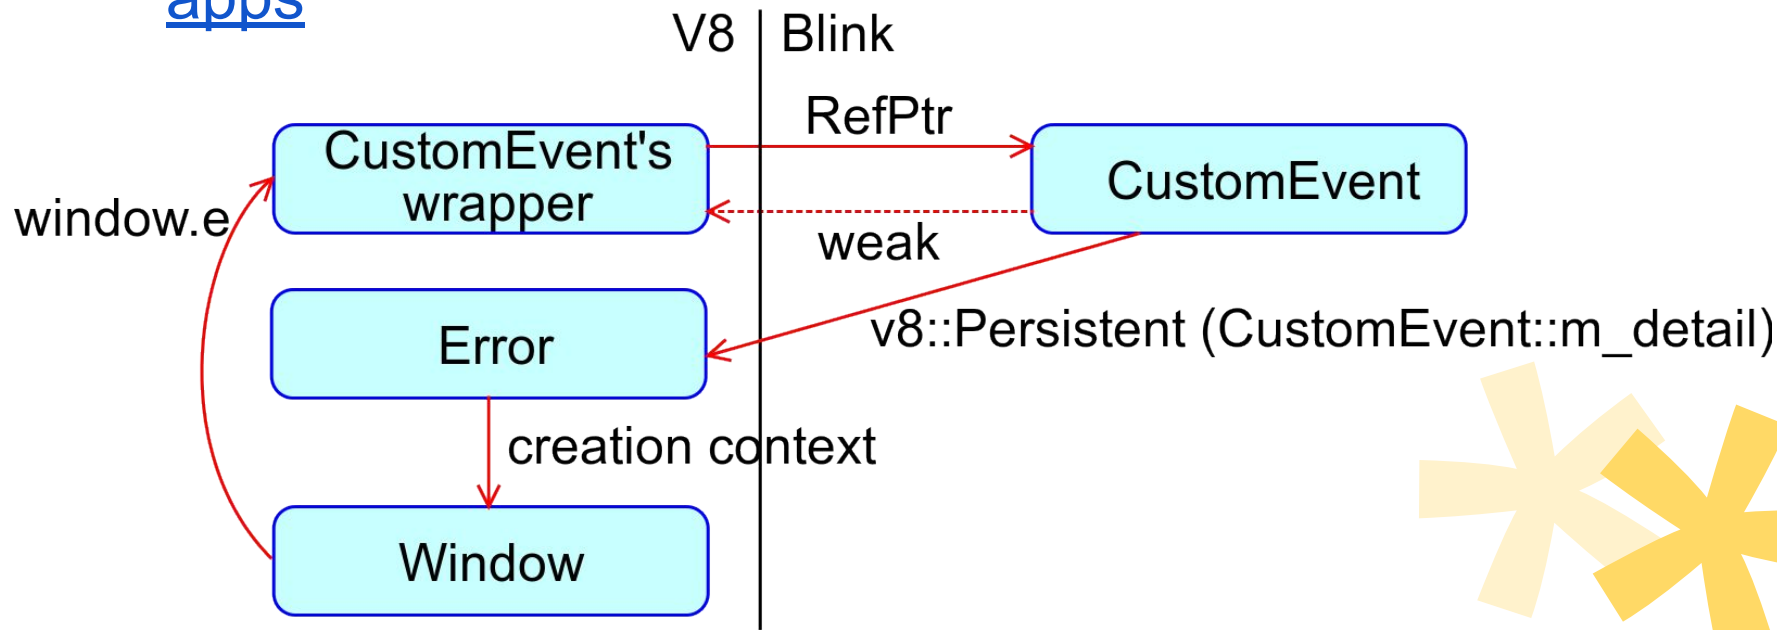 apps
V8
Blink
RefPtr
CustomEvent's
wrapper
CustomEvent
window.e
weak
v8::Persistent (CustomEvent::m_detail)
Error
creation context
Window